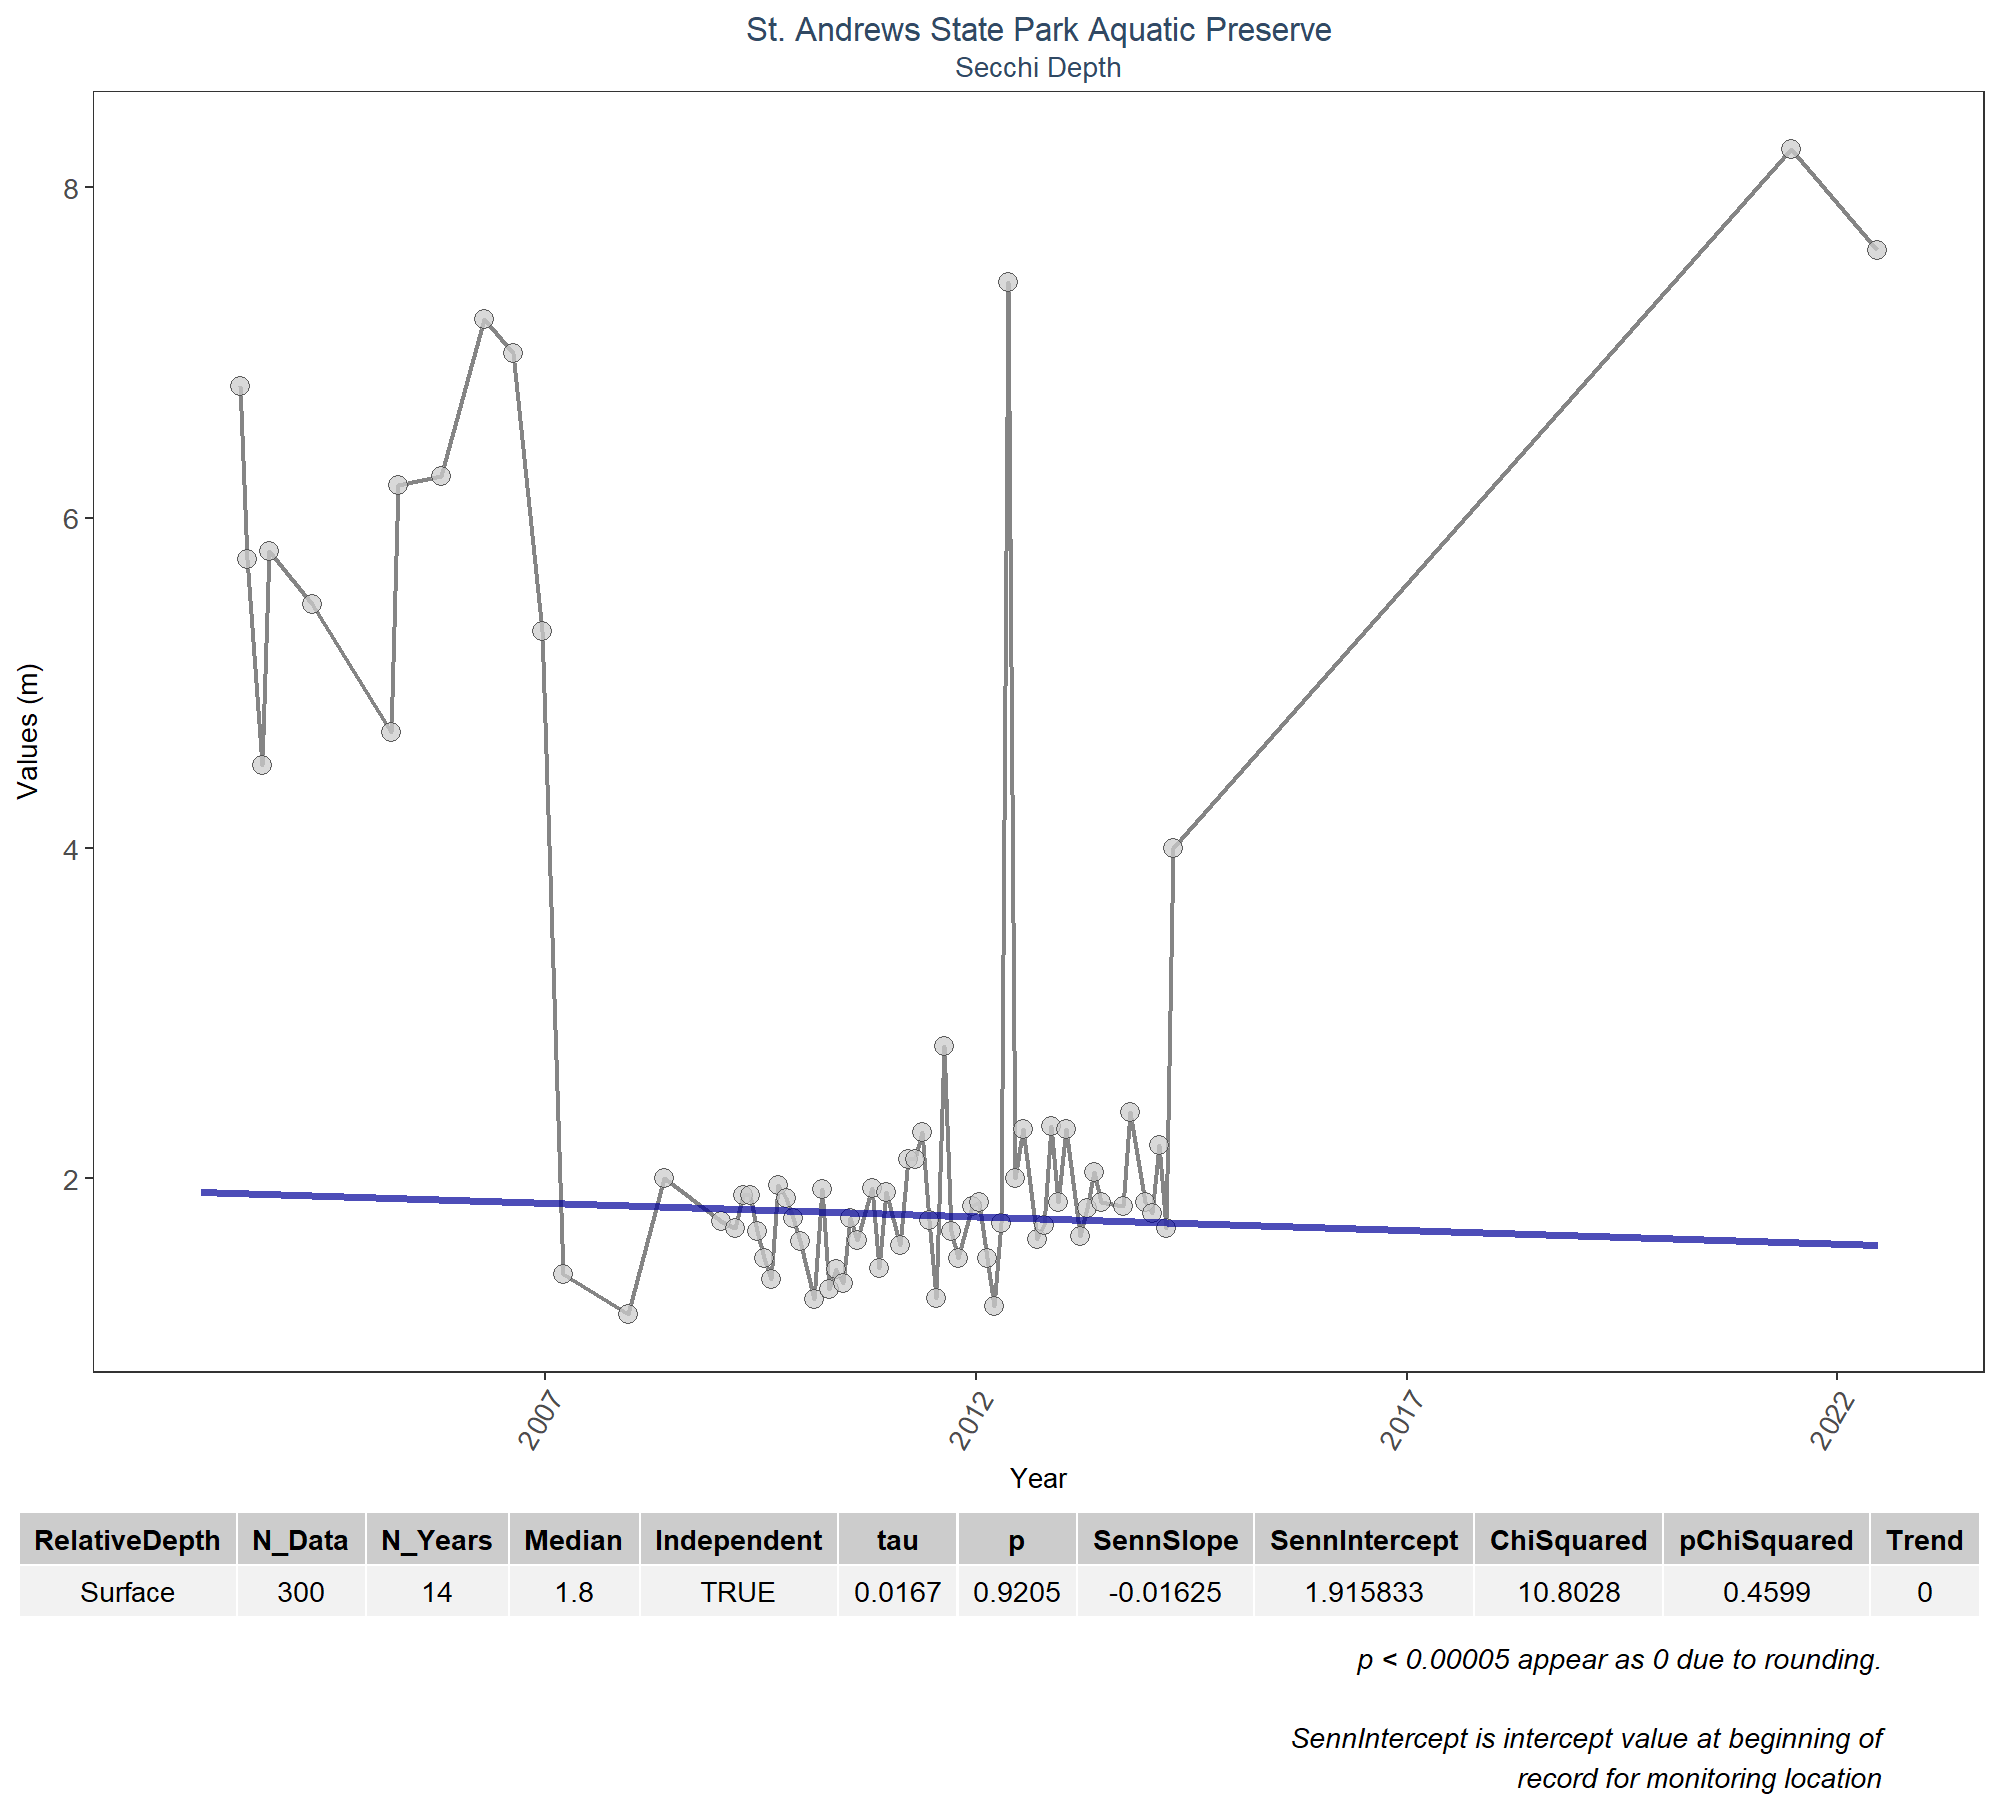 St. Andrews State Park Aquatic Preserve
Secchi Depth
8
6
4
2
Values (m)
2007 2012 2017 2022
Year
RelativeDepth N_Data N_Years Median Independent tau p SennSlope SennIntercept ChiSquared pChiSquared Trend
Surface 300 14 1.8 TRUE 0.0167 0.9205 -0.01625 1.915833 10.8028 0.4599 0
p < 0.00005 appear as 0 due to rounding.
SennIntercept is intercept value at beginning of
record for monitoring location